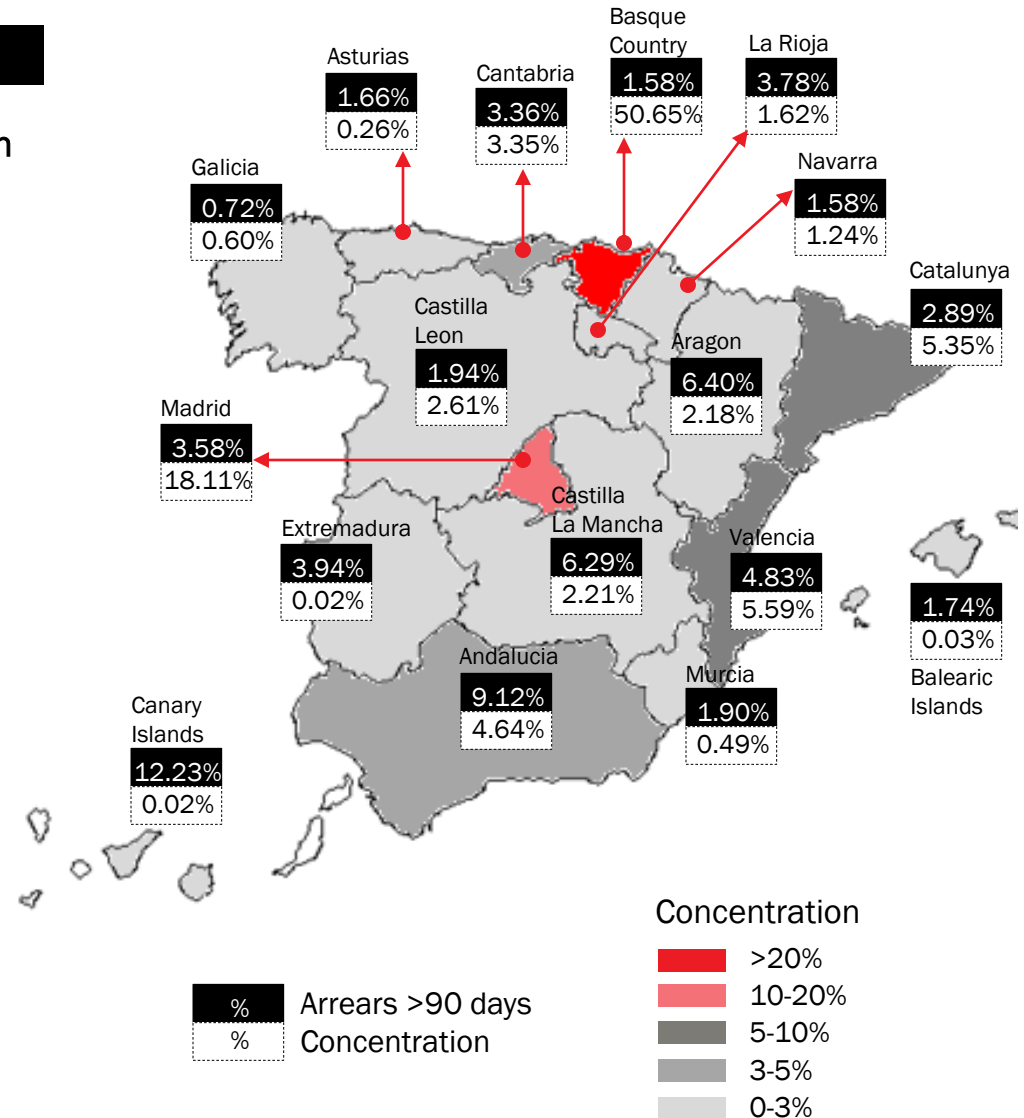 n
Asturias
1.66%
0.26%
Cantabria
3.36%
3.35%
Basque
Country
1.58%
50.65%
La Rioja
3.78%
1.62%
Galicia
0.72%
0.60%
Navarra
1.58%
1.24%
Catalunya
2.89%
5.35%
Castilla
Leon
1.94%
2.61%
Aragon
6.40%
2.18%
Madrid
3.58%
18.11%
Castilla
La Mancha
6.29%
2.21%
Extremadura
3.94%
0.02%
Valencia
4.83%
5.59%
1.74%
0.03%
Balearic
Islands
Andalucia
9.12%
4.64%
Murcia
1.90%
0.49%
Canary
Islands
12.23%
0.02%
% Arrears >90 days
% Concentration
Concentration
>20%
10-20%
5-10%
3-5%
0-3%